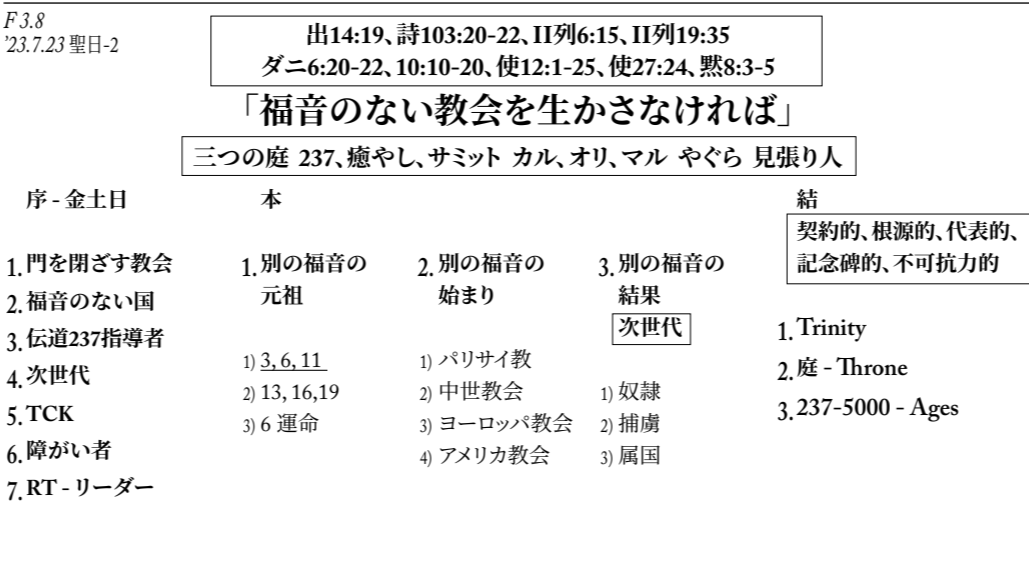 F 3.8
’23.7.23 聖日-2
出14:19、詩103:20-22、II列6:15、II列19:35
ダニ6:20-22、10:10-20、使12:1-25、使27:24、黙8:3-5
「福音のない教会を生かさなければ」
三つの庭 237、癒やし、サミット カル、オリ、マル やぐら 見張り人
序 - 金土日
1. 門を閉ざす教会
2. 福音のない国
3. 伝道237指導者
4. 次世代
5. TCK
6. 障がい者
7. RT - リーダー
本
1. 別の福音の
元祖
1) 3, 6, 11
2) 13, 16,19
3) 6 運命
2. 別の福音の
始まり
1) パリサイ教
2) 中世教会
3) ヨーロッパ教会
4) アメリカ教会
3. 別の福音の
結果
次世代
1) 奴隷
2) 捕虜
3) 属国
結
契約的、根源的、代表的、
記念碑的、不可抗力的
1. Trinity
2. 庭 - Throne
3. 237-5000 - Ages